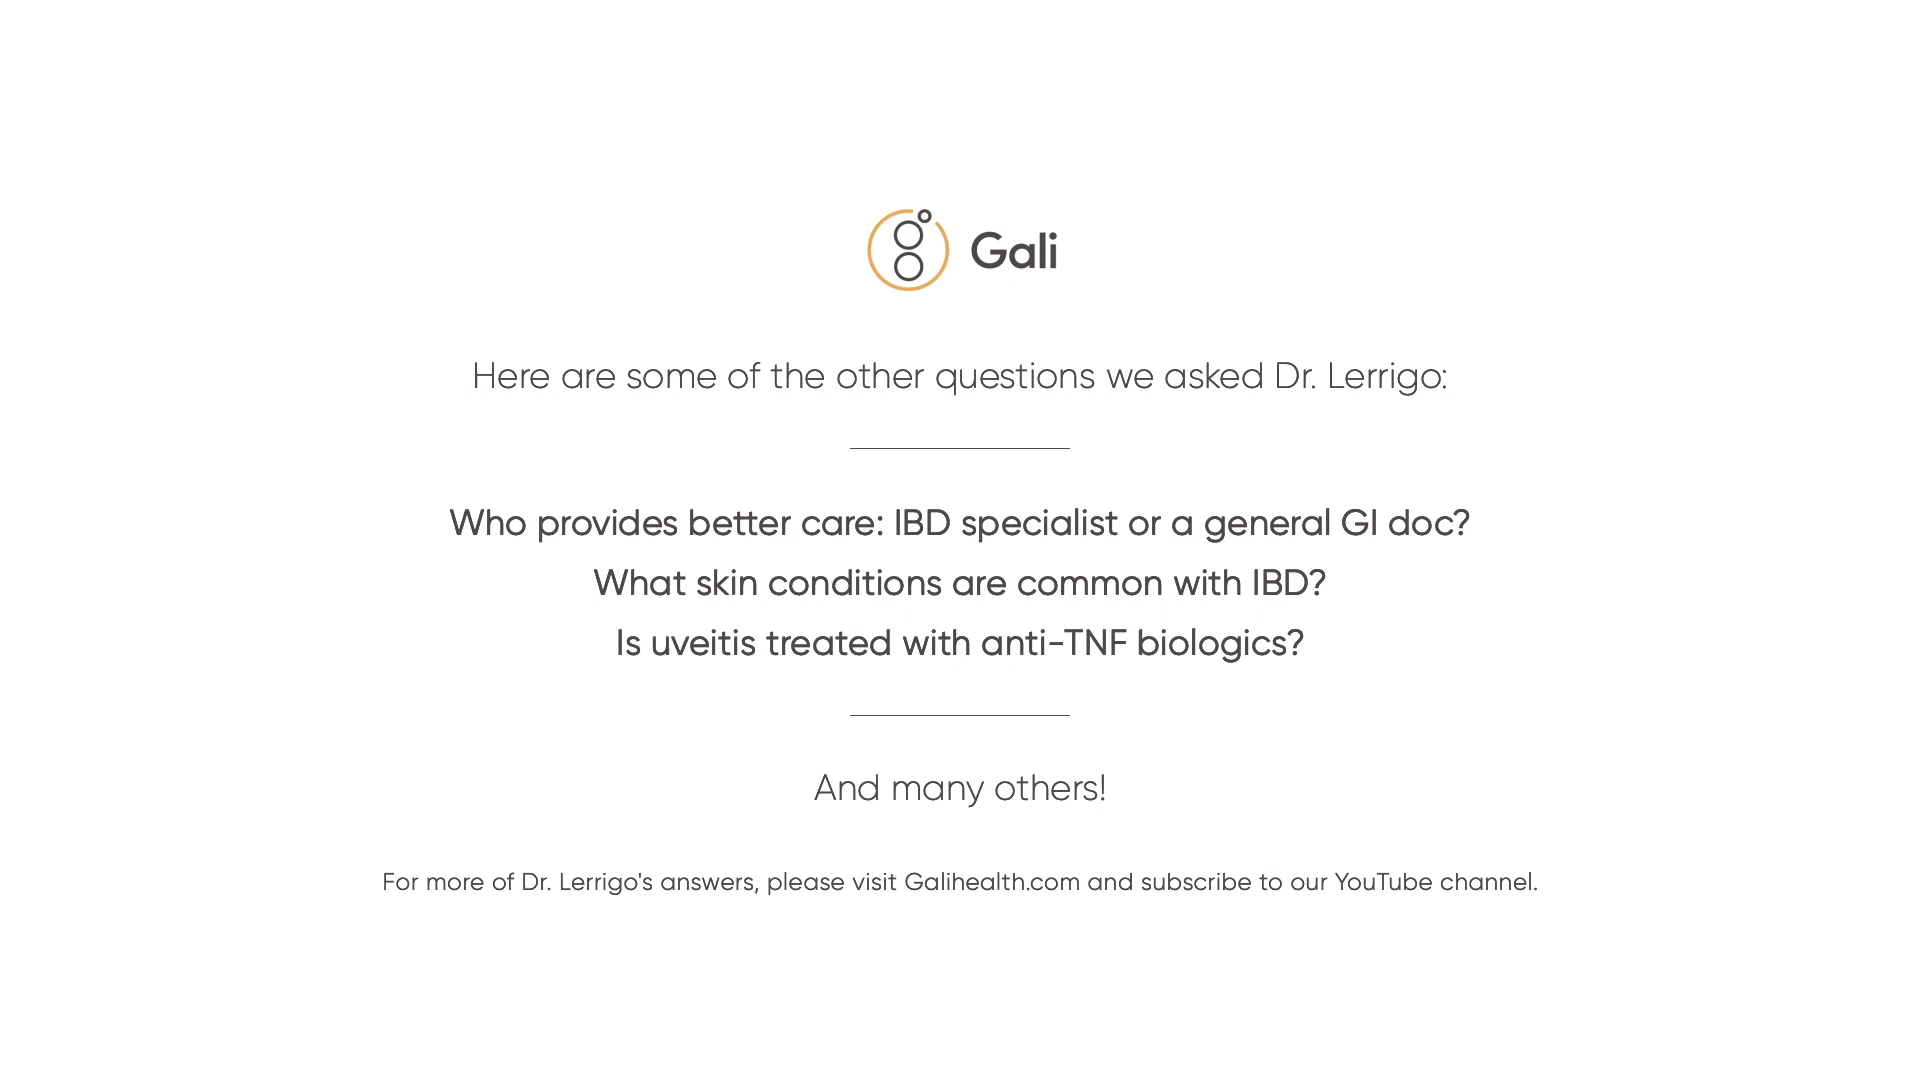 Gali
Here are some of the other questions we asked Dr. Lerrigo:
Who provides better care: IBD specialist or a general GI doc?
What skin conditions are common with IBD?
Is uveitis treated with anti-TNF biologics?
And many others!
For more of Dr. Lerrigo's answers, please visit Galihealth.com and subscribe to our YouTube channel.